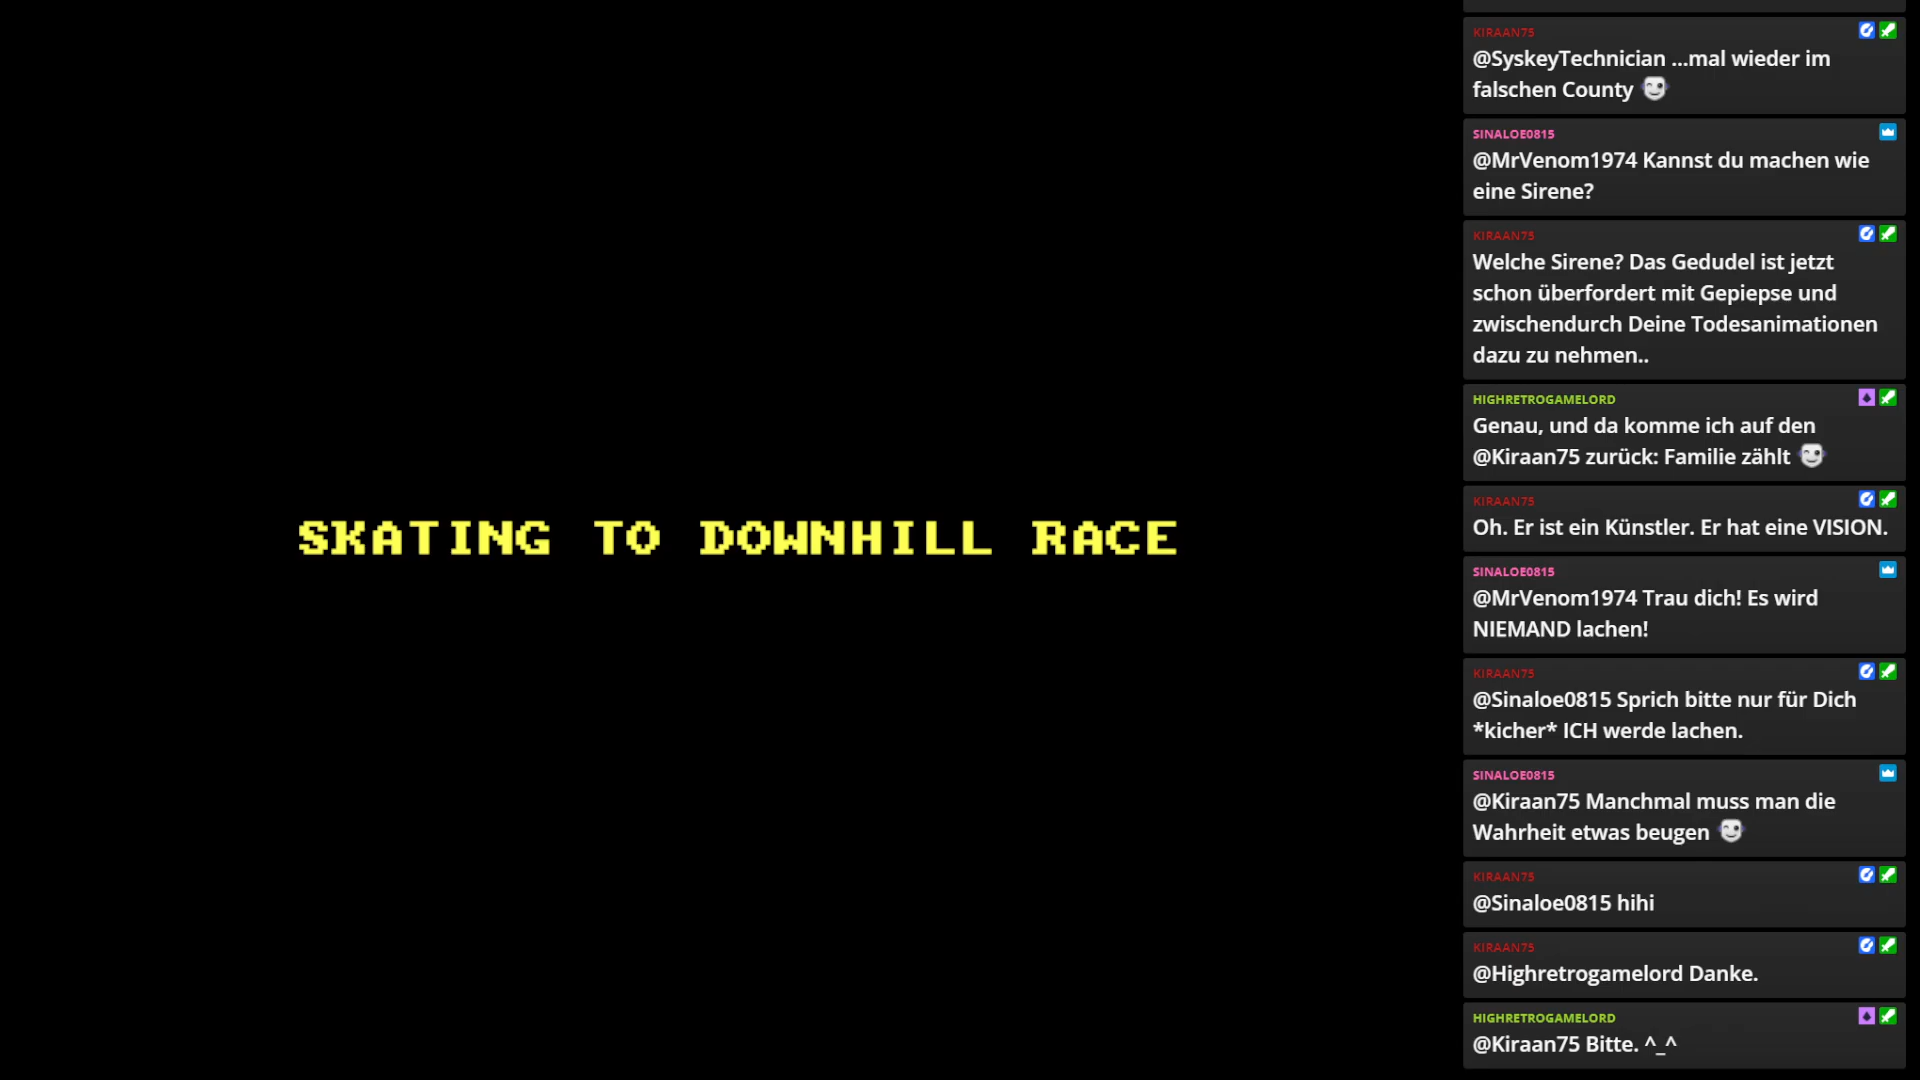 SKATING TO DOWNHILL RACE
KIRAAN75
@SyskeyTechnician ...mal wieder im
falschen County
SINALOE0815
@MrVenom1974 Kannst du machen wie
eine Sirene?
KIRAAN75
Welche Sirene? Das Gedudel ist jetzt
schon überfordert mit Gepiepse und
zwischendurch Deine Todesanimationen
dazu zu nehmen..
HIGHRETROGAMELORD
Genau, und da komme ich auf den
@Kiraan75 zurück: Familie zählt
KIRAAN75
Oh. Er ist ein Künstler. Er hat eine VISION.
SINALOE0815
@MrVenom1974 Trau dich! Es wird
NIEMAND lachen!
KIRAAN75
@Sinaloe0815 Sprich bitte nur für Dich
*kicher* ICH werde lachen.
SINALOE0815
@Kiraan75 Manchmal muss man die
Wahrheit etwas beugen
KIRAAN75
@Sinaloe0815 hihi
KIRAAN75
@Highretrogamelord Danke.
HIGHRETROGAMELORD
@Kiraan75 Bitte. ^_^